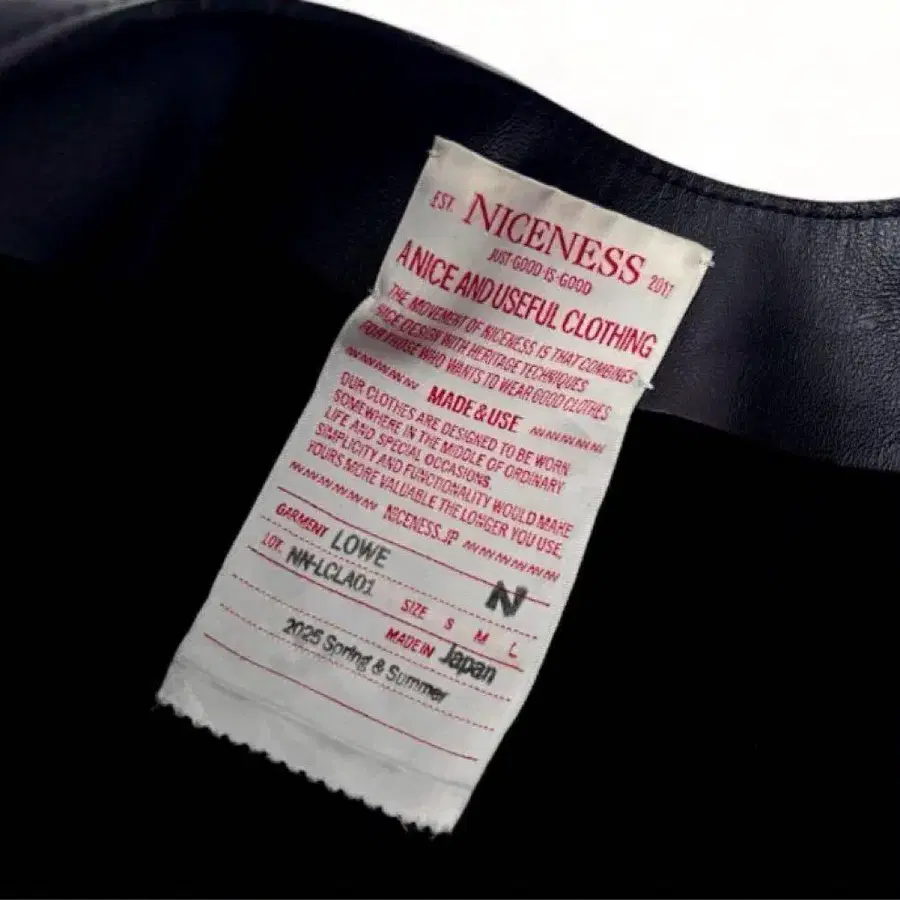 EST. NICENESS 2017
JUST-GOOD-IS-GOOD
A NICE AND USEFUL CLOTHING
THE MOVEMENT OF NICENESS IS THAT COMBINES
NICE DESIGN WITH HERITAGE TECHNIQUES
FOR THOSE WHO WANTS TO WEAR GOOD CLOTHES
MADE & USE
OUR CLOTHES ARE DESIGNED TO BE WORN
SOMEWHERE IN THE MIDDLE OF ORDINARY
LIFE AND SPECIAL OCCASIONS.
SIMPLICITY AND FUNCTIONALITY WOULD MAKE
YOURS MORE VALUABLE THE LONGER YOU USE.
NICENESS.JP
GARMENT LOWE
N
LOT. NN-LCLA01
SIZE S M L
MADE IN Japan
2025 Spring & Summer